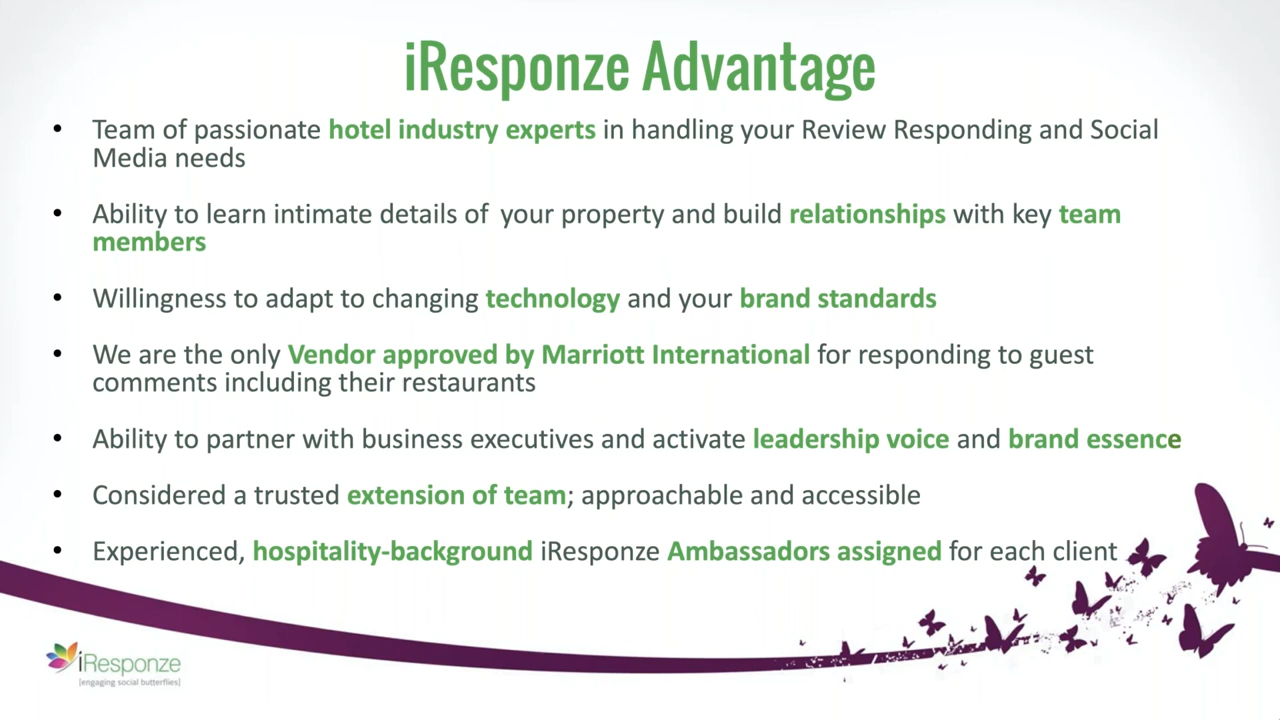 iResponze Advantage
• Team of passionate hotel industry experts in handling your Review Responding and Social
Media needs
• Ability to learn intimate details of  your property and build relationships with key team
members
• Willingness to adapt to changing technology and your brand standards
• We are the only Vendor approved by Marriott International for responding to guest
comments including their restaurants
• Ability to partner with business executives and activate leadership voice and brand essence
• Considered a trusted extension of team; approachable and accessible
• Experienced, hospitality-background iResponze Ambassadors assigned for each client
iResponze
[engaging social butterflies]